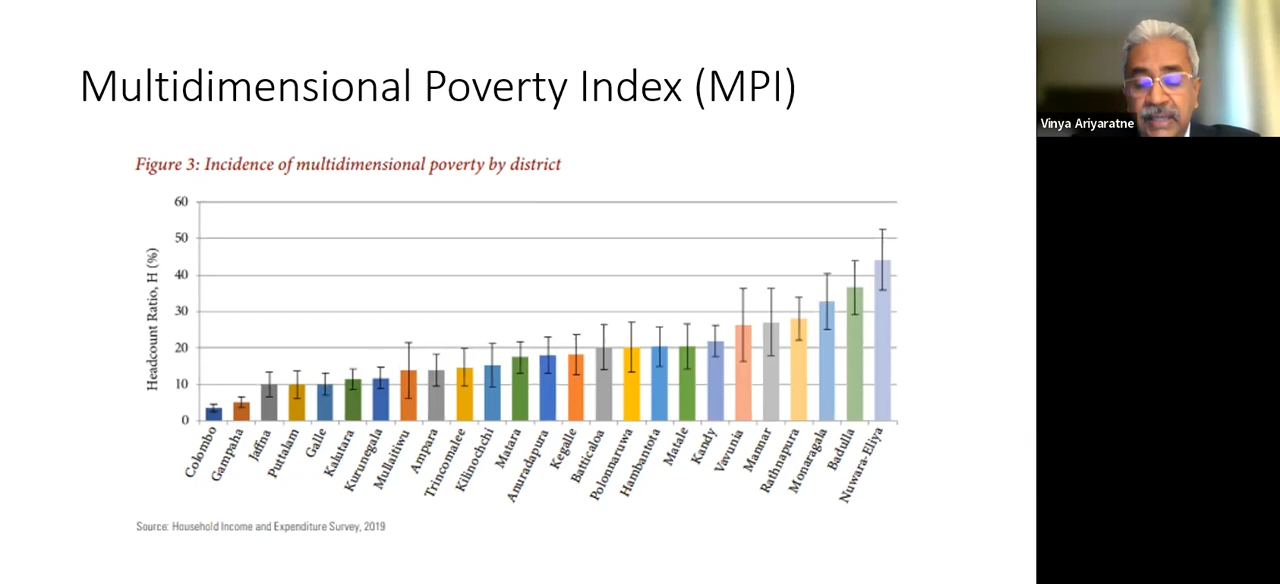 Multidimensional Poverty Index (MPI)
Vinya Ariyaratne
Figure 3: Incidence of multidimensional poverty by district
Headcount Ratio, H (%)
60
50
40
30
20
10
0
Colombo
Gampaha
Jaffna
Puttalam
Galle
Kalutara
Kurunegala
Mullaitiwu
Ampara
Trincomalee
Kilinochchi
Matara
Anuradapura
Kegalle
Batticaloa
Polonnaruwa
Hambantota
Matale
Kandy
Vavunia
Mannar
Rathnapura
Monaragala
Badulla
Nuwara-Eliya
Source: Household Income and Expenditure Survey, 2019